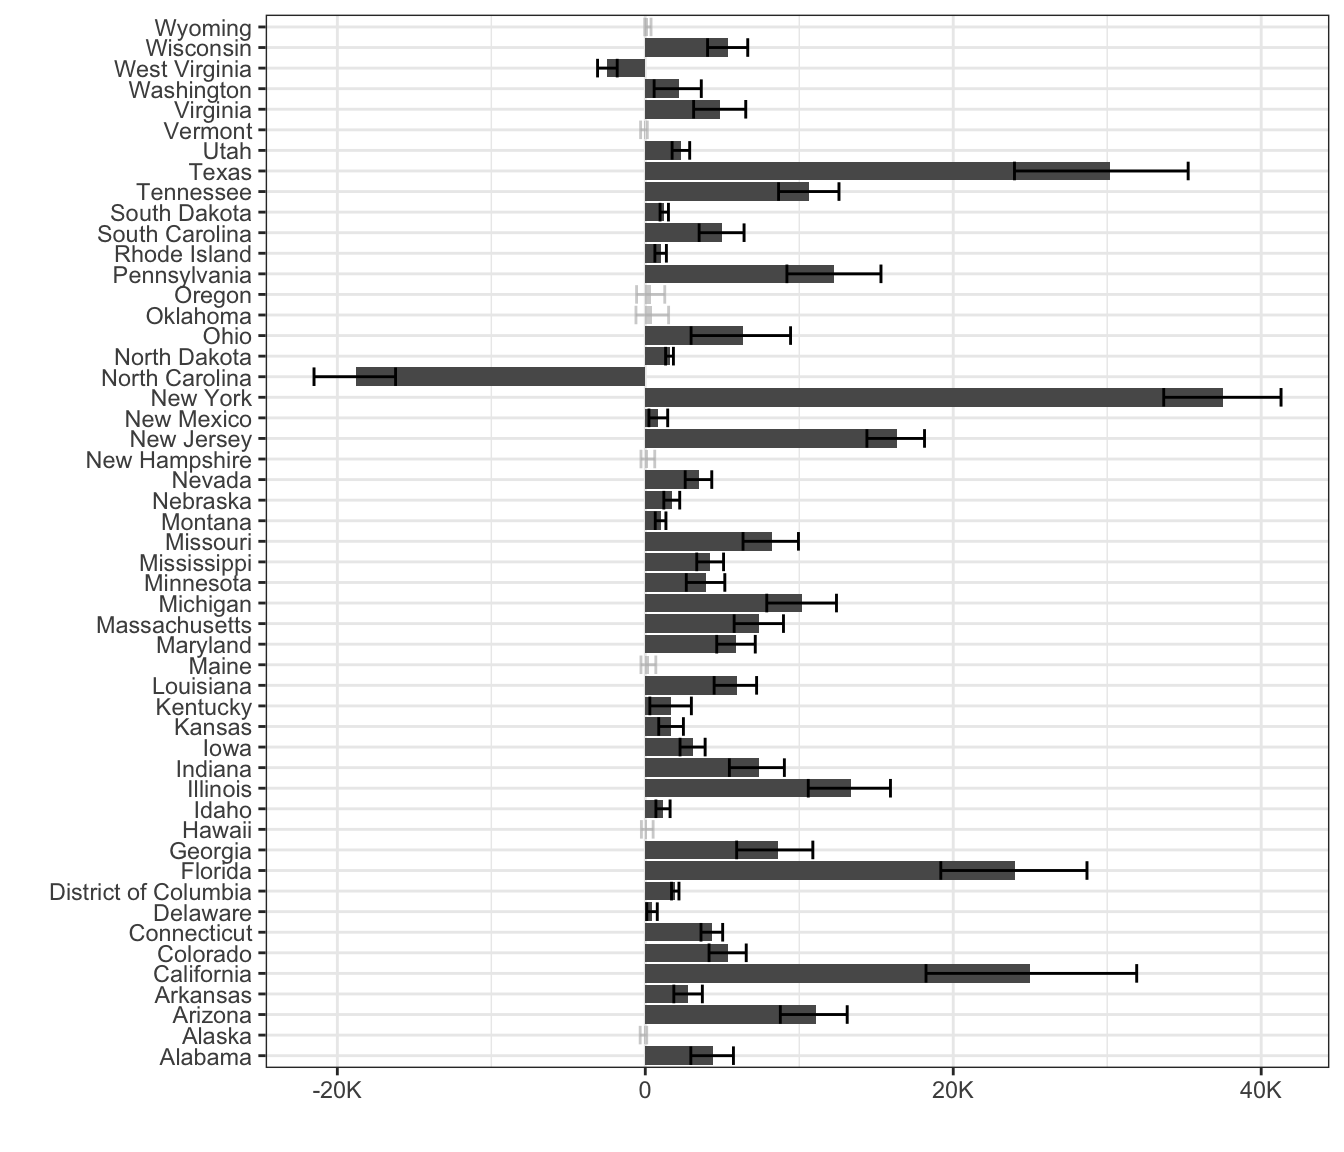 Wyoming
Wisconsin
West Virginia
Washington
Virginia
Vermont
Utah
Texas
Tennessee
South Dakota
South Carolina
Rhode Island
Pennsylvania
Oregon
Oklahoma
Ohio
North Dakota
North Carolina
New York
New Mexico
New Jersey
New Hampshire
Nevada
Nebraska
Montana
Missouri
Mississippi
Minnesota
Michigan
Massachusetts
Maryland
Maine
Louisiana
Kentucky
Kansas
Iowa
Indiana
Illinois
Idaho
Hawaii
Georgia
Florida
District of Columbia
Delaware
Connecticut
Colorado
California
Arkansas
Arizona
Alaska
Alabama
-20K 0 20K 40K